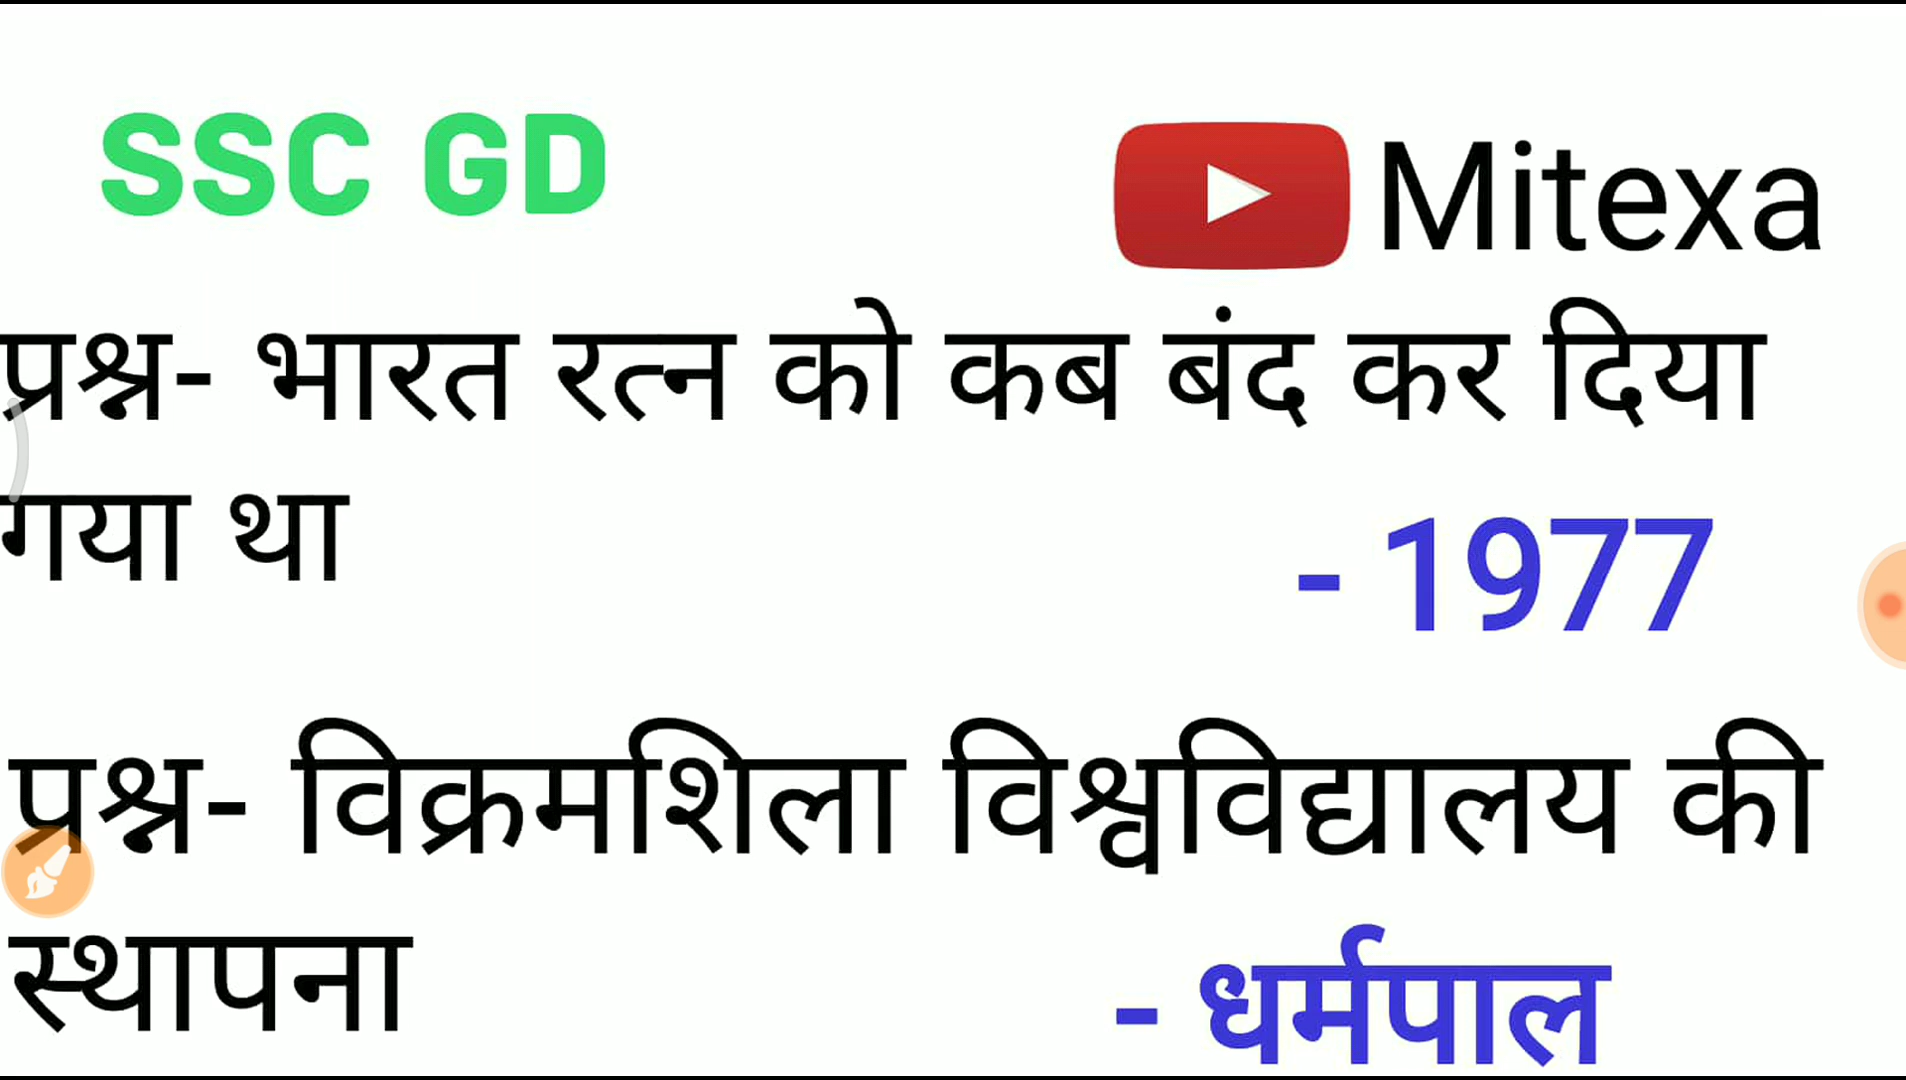 SSC GD
Mitexa
प्रश्न- भारत रत्न को कब बंद कर दिया
गया था
- 1977
प्रश्न- विक्रमशिला विश्वविद्यालय की
स्थापना
- धर्मपाल